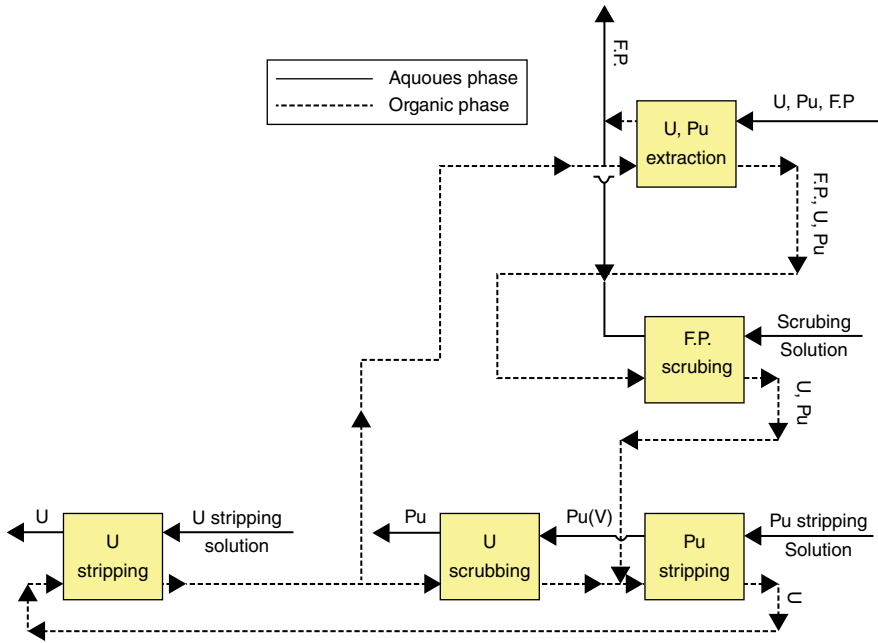 F.P.
Aquoues phase
Organic phase
U, Pu
extraction
U, Pu, F.P
F.P., U, Pu
F.P.
scrubing
Scrubing
Solution
U, Pu
U
U
stripping
U stripping
solution
Pu
U
scrubbing
Pu(V)
Pu
stripping
Pu stripping
Solution
U